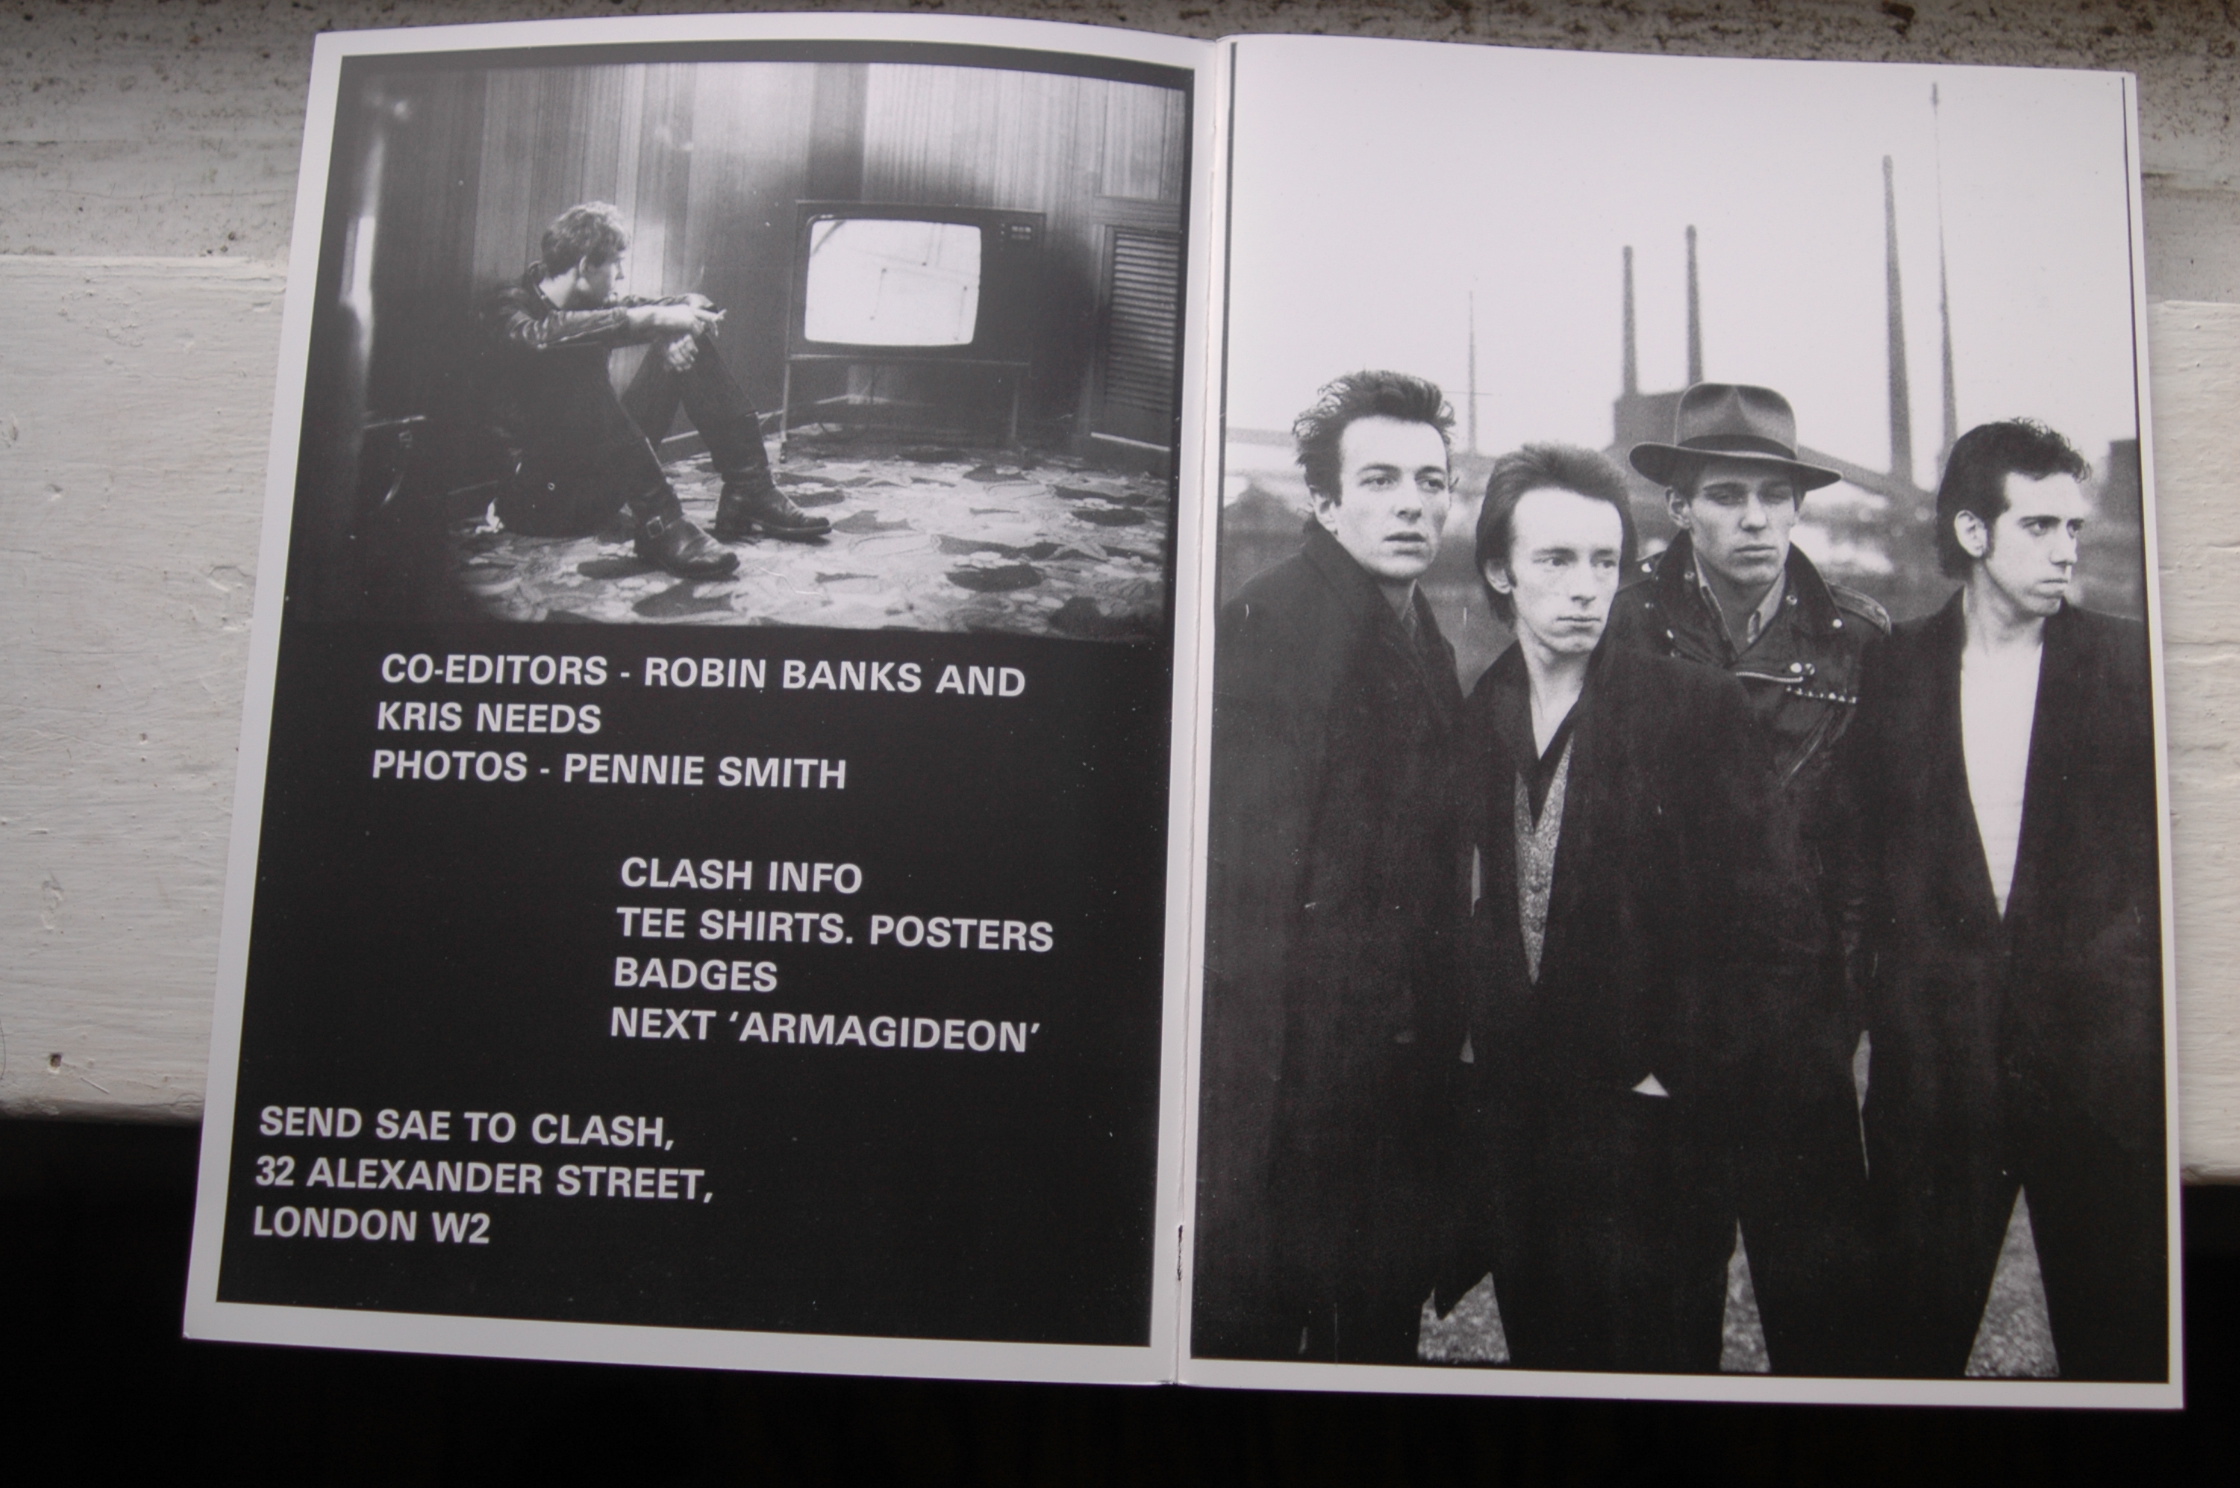 CO-EDITORS - ROBIN BANKS AND
KRIS NEEDS
PHOTOS - PENNIE SMITH
CLASH INFO
TEE SHIRTS. POSTERS
BADGES
NEXT ‘ARMAGIDEON’
SEND SAE TO CLASH,
32 ALEXANDER STREET,
LONDON W2